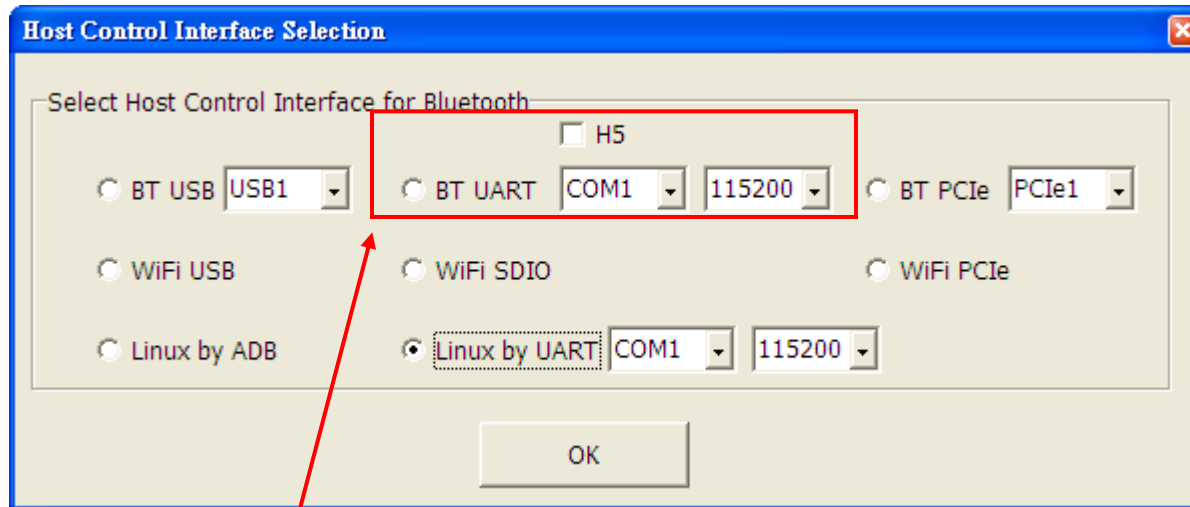 Host Control Interface Selection
Select Host Control Interface for Bluetooth
H5
BT USB USB1 BT UART COM1 115200 BT PCIe PCIe1
WiFi USB WiFi SDIO WiFi PCIe
Linux by ADB Linux by UART COM1 115200
OK